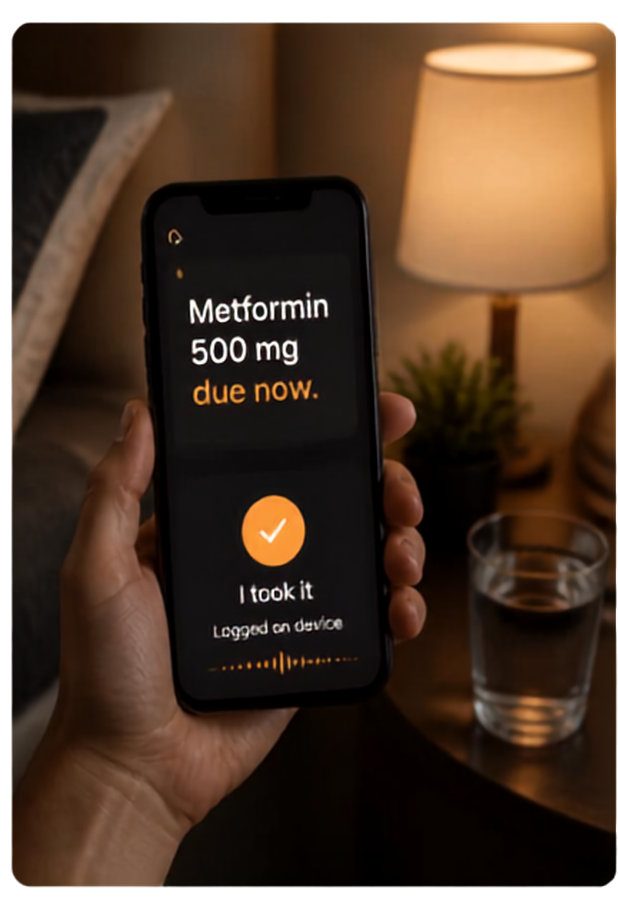 Metformin
500 mg
due now.
I took it
Logged on device